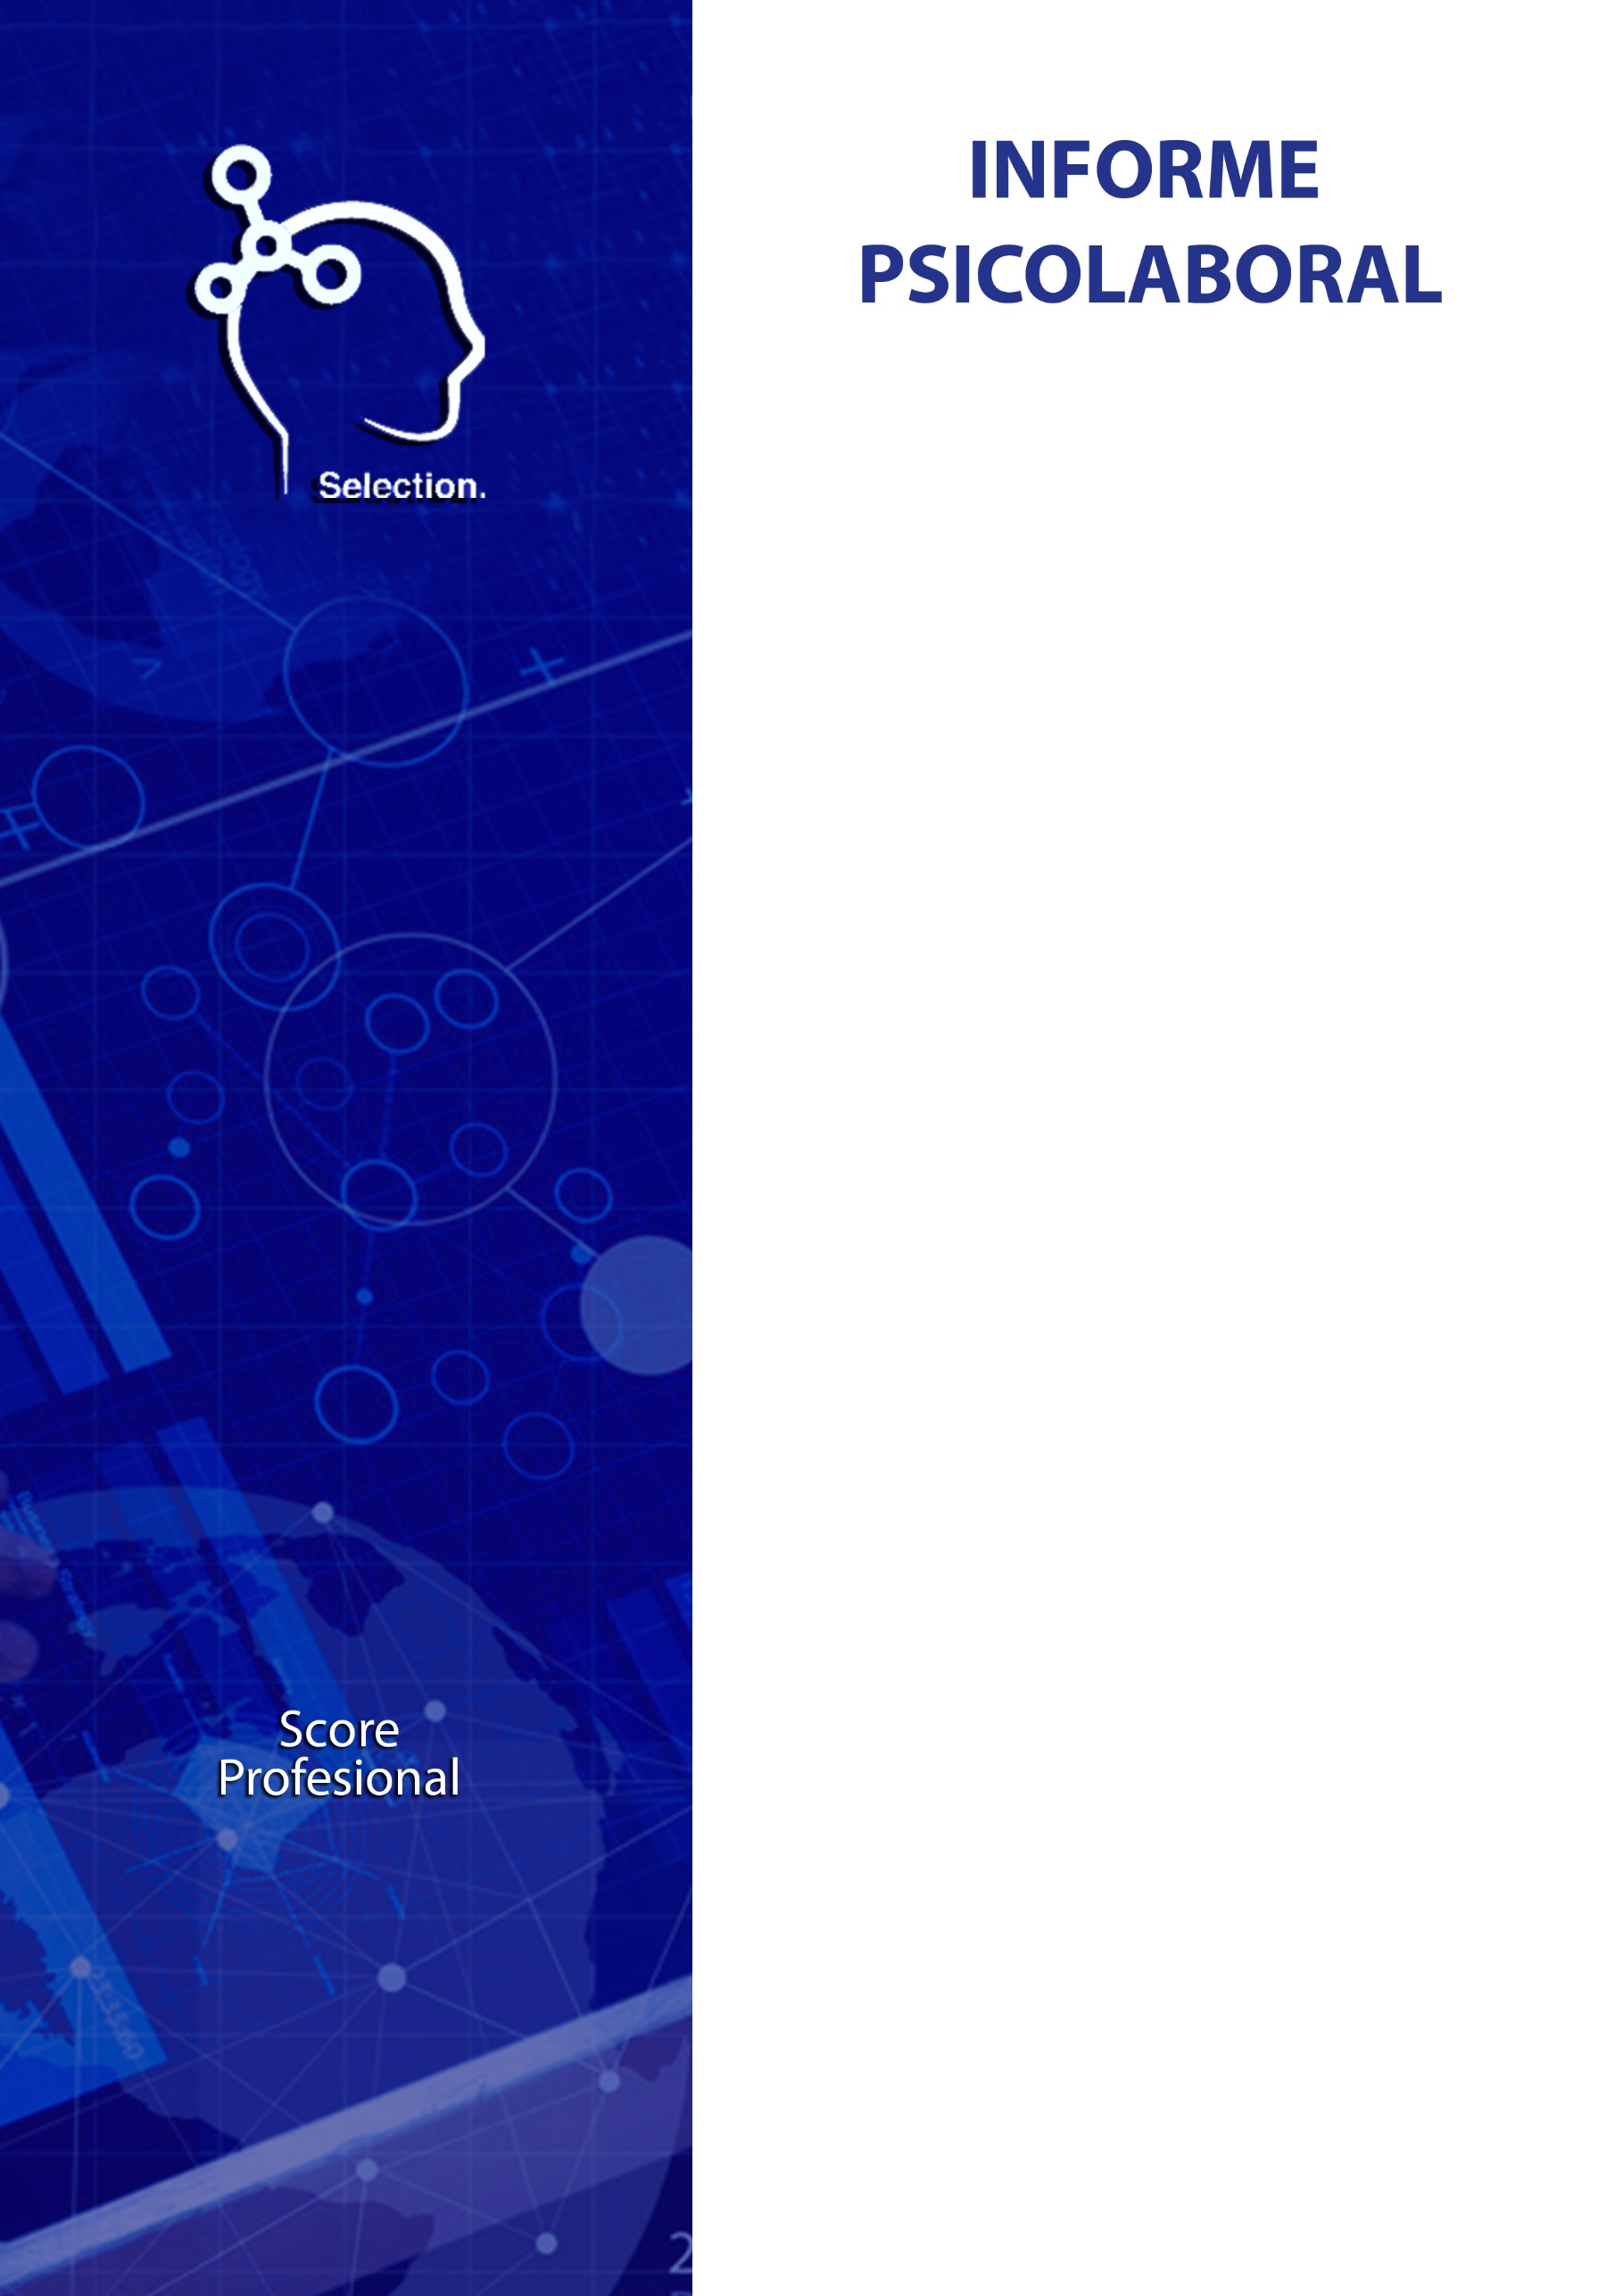 INFORME
PSICOLABORAL
Selection.
Score
Profesional